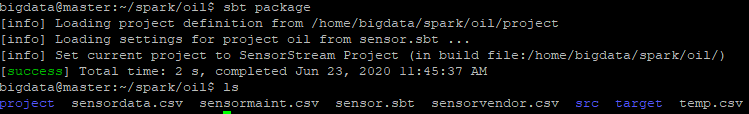 bigdata@master:~/spark/oil$ sbt package
[info] Loading project definition from /home/bigdata/spark/oil/project
[info] Loading settings for project oil from sensor.sbt ...
[info] Set current project to SensorStream Project (in build file:/home/bigdata/spark/oil/)
[success] Total time: 2 s, completed Jun 23, 2020 11:45:37 AM
bigdata@master:~/spark/oil$ ls
project  sensordata.csv  sensormaint.csv  sensor.sbt  sensorvendor.csv  src  target  temp.csv